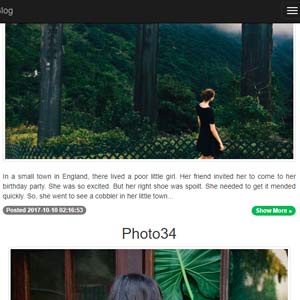 log
In a small town in England, there lived a poor little girl. Her friend invited her to come to her
birthday party. She was so excited. But her right shoe was spoilt. She needed to get it mended
quickly. So, she went to see a cobbler in her little town...
Posted 2017-10-10 02:16:53
Show More »
Photo34